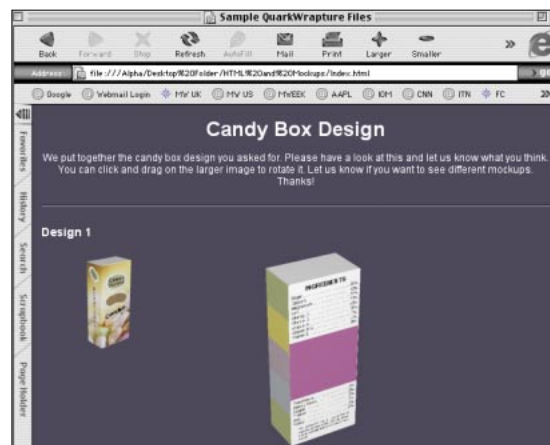 Sample QuarkWrapture Files
Back Forward Stop Refresh AutoFill Mail Print Larger Smaller »
Address: file:///Alpha/Desktop%20Folder/HTML%20and%20Mockups/index.html
Google Webmail Login MW UK MW US MWEEK AAPL IDM CNN ITN FC »
Favorites
History
Search
Scrapbook
Page Holder
Candy Box Design
We put together the candy box design you asked for. Please have a look at this and let us know what you think.
You can click and drag on the larger image to rotate it. Let us know if you want to see different mockups.
Thanks!
Design 1
INGREDIENTS